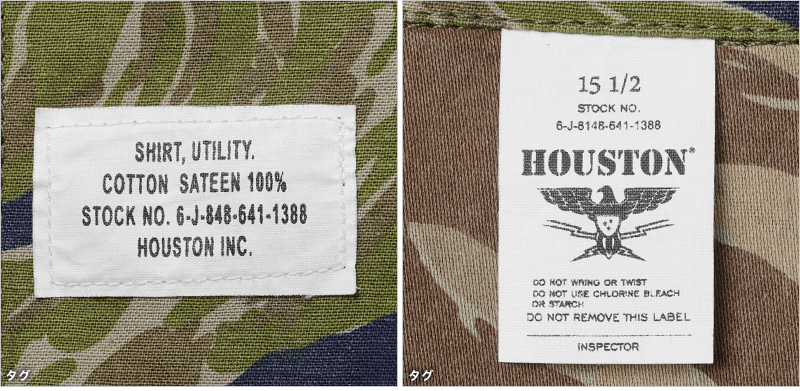 SHIRT, UTILITY.
COTTON SATEEN 100%
STOCK NO. 6-J-848-641-1388
HOUSTON INC.
タグ
15 1/2
STOCK NO.
6-J-8148-641-1388
HOUSTON®
DO NOT WRING OR TWIST
DO NOT USE CHLORINE BLEACH
OR STARCH
DO NOT REMOVE THIS LABEL
INSPECTOR
タグ